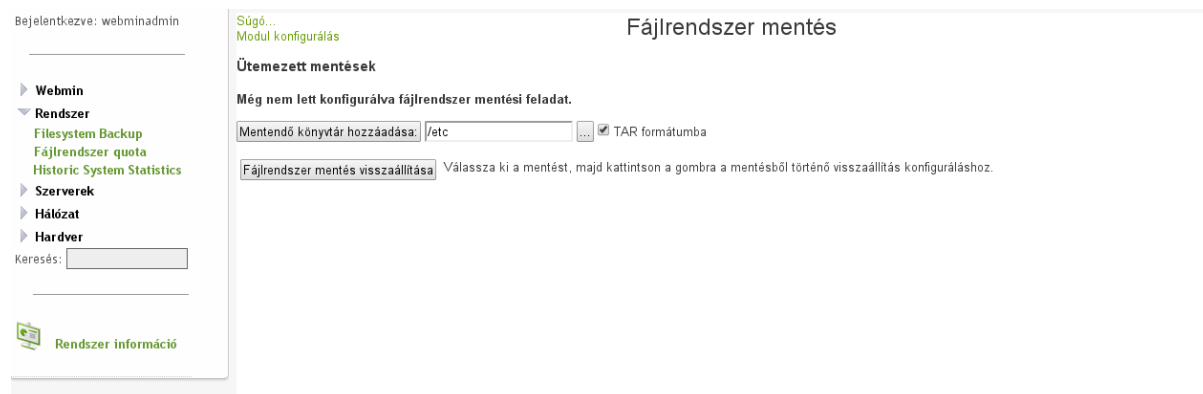 Bejelentkezve: webminadmin
Webmin
Rendszer
Filesystem Backup
Fájlrendszer quota
Historic System Statistics
Szerverek
Hálózat
Hardver
Keresés:
Rendszer információ
Súgó...
Modul konfigurálás
Fájlrendszer mentés
Ütemezett mentések
Még nem lett konfigurálva fájlrendszer mentési feladat.
Mentendő könyvtár hozzáadása: /etc ... TAR formátumba
Fájlrendszer mentés visszaállítása Válassza ki a mentést, majd kattintson a gombra a mentésből történő visszaállítás konfiguráláshoz.